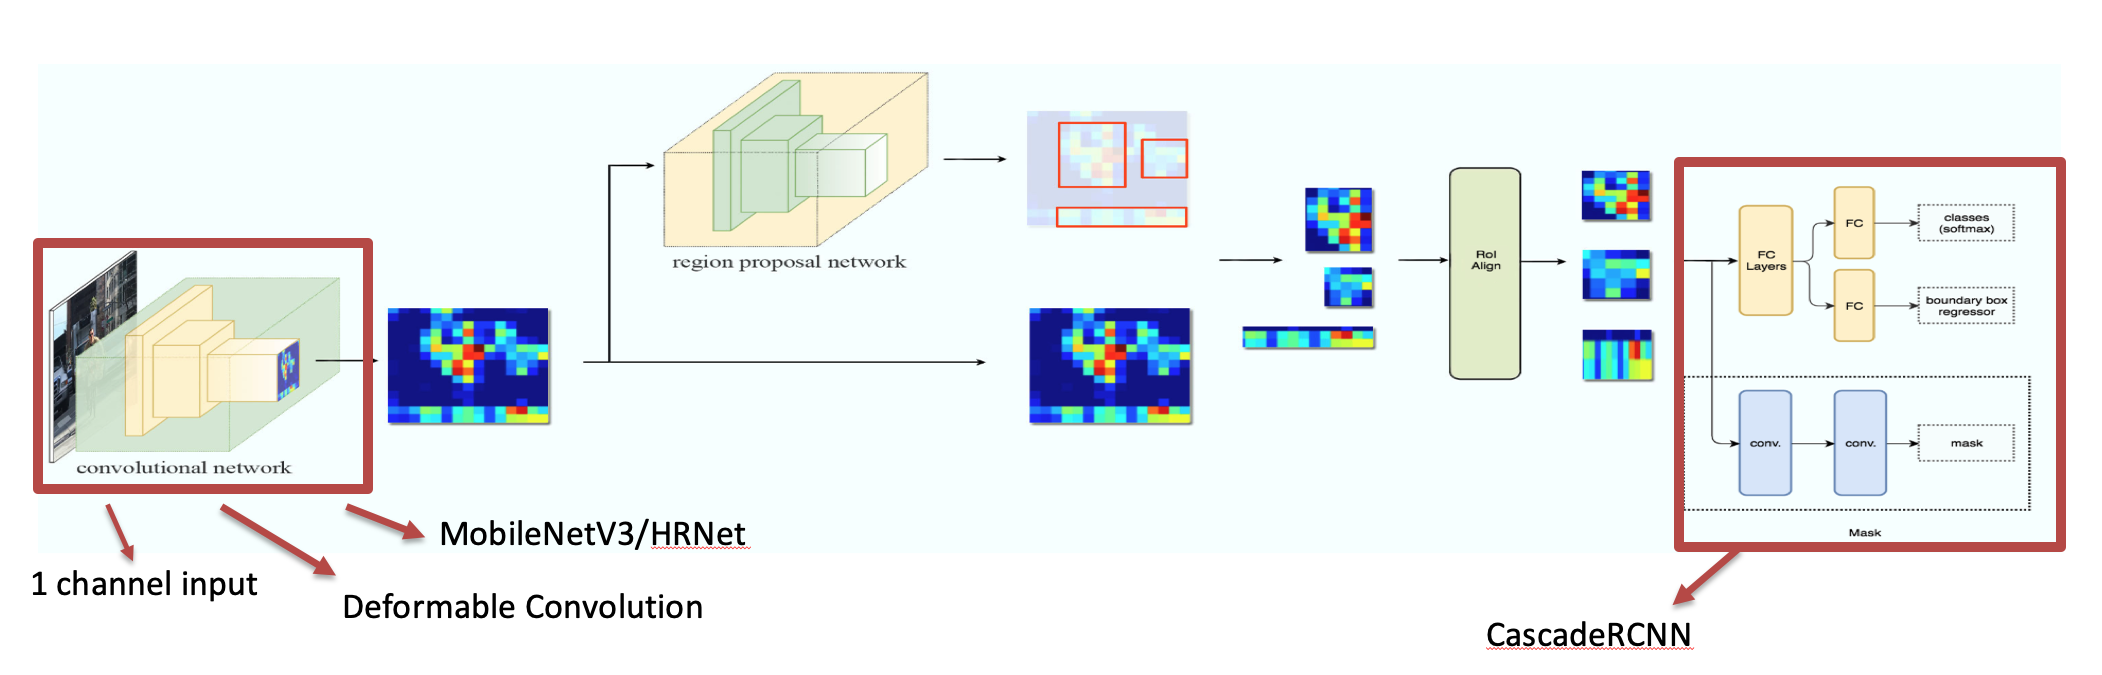 region proposal network
convolutional network
1 channel input
Deformable Convolution
MobileNetV3/HRNet
RoI
Align
FC
Layers
FC
classes
(softmax)
FC
boundary box
regressor
conv.
conv.
mask
Mask
CascadeRCNN